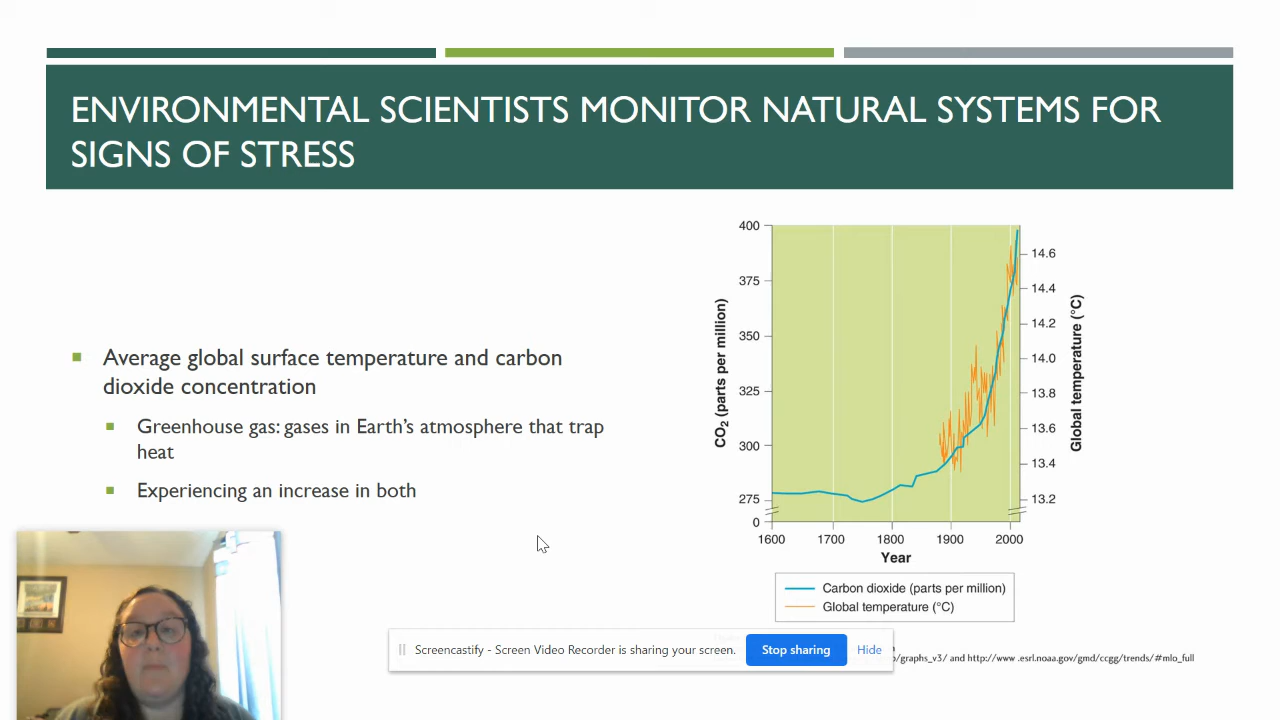 ENVIRONMENTAL SCIENTISTS MONITOR NATURAL SYSTEMS FOR
SIGNS OF STRESS
Average global surface temperature and carbon
dioxide concentration
Greenhouse gas: gases in Earth's atmosphere that trap
heat
Experiencing an increase in both
400
375
350
325
300
275
0
CO2 (parts per million)
14.6
14.4
14.2
14.0
13.8
13.6
13.4
13.2
Global temperature (°C)
1600 1700 1800 1900 2000
Year
Carbon dioxide (parts per million)
Global temperature (°C)
Screencastify - Screen Video Recorder is sharing your screen. Stop sharing Hide
/graphs_v3/ and http://www .esrl.noaa.gov/gmd/ccgg/trends/#mlo_full